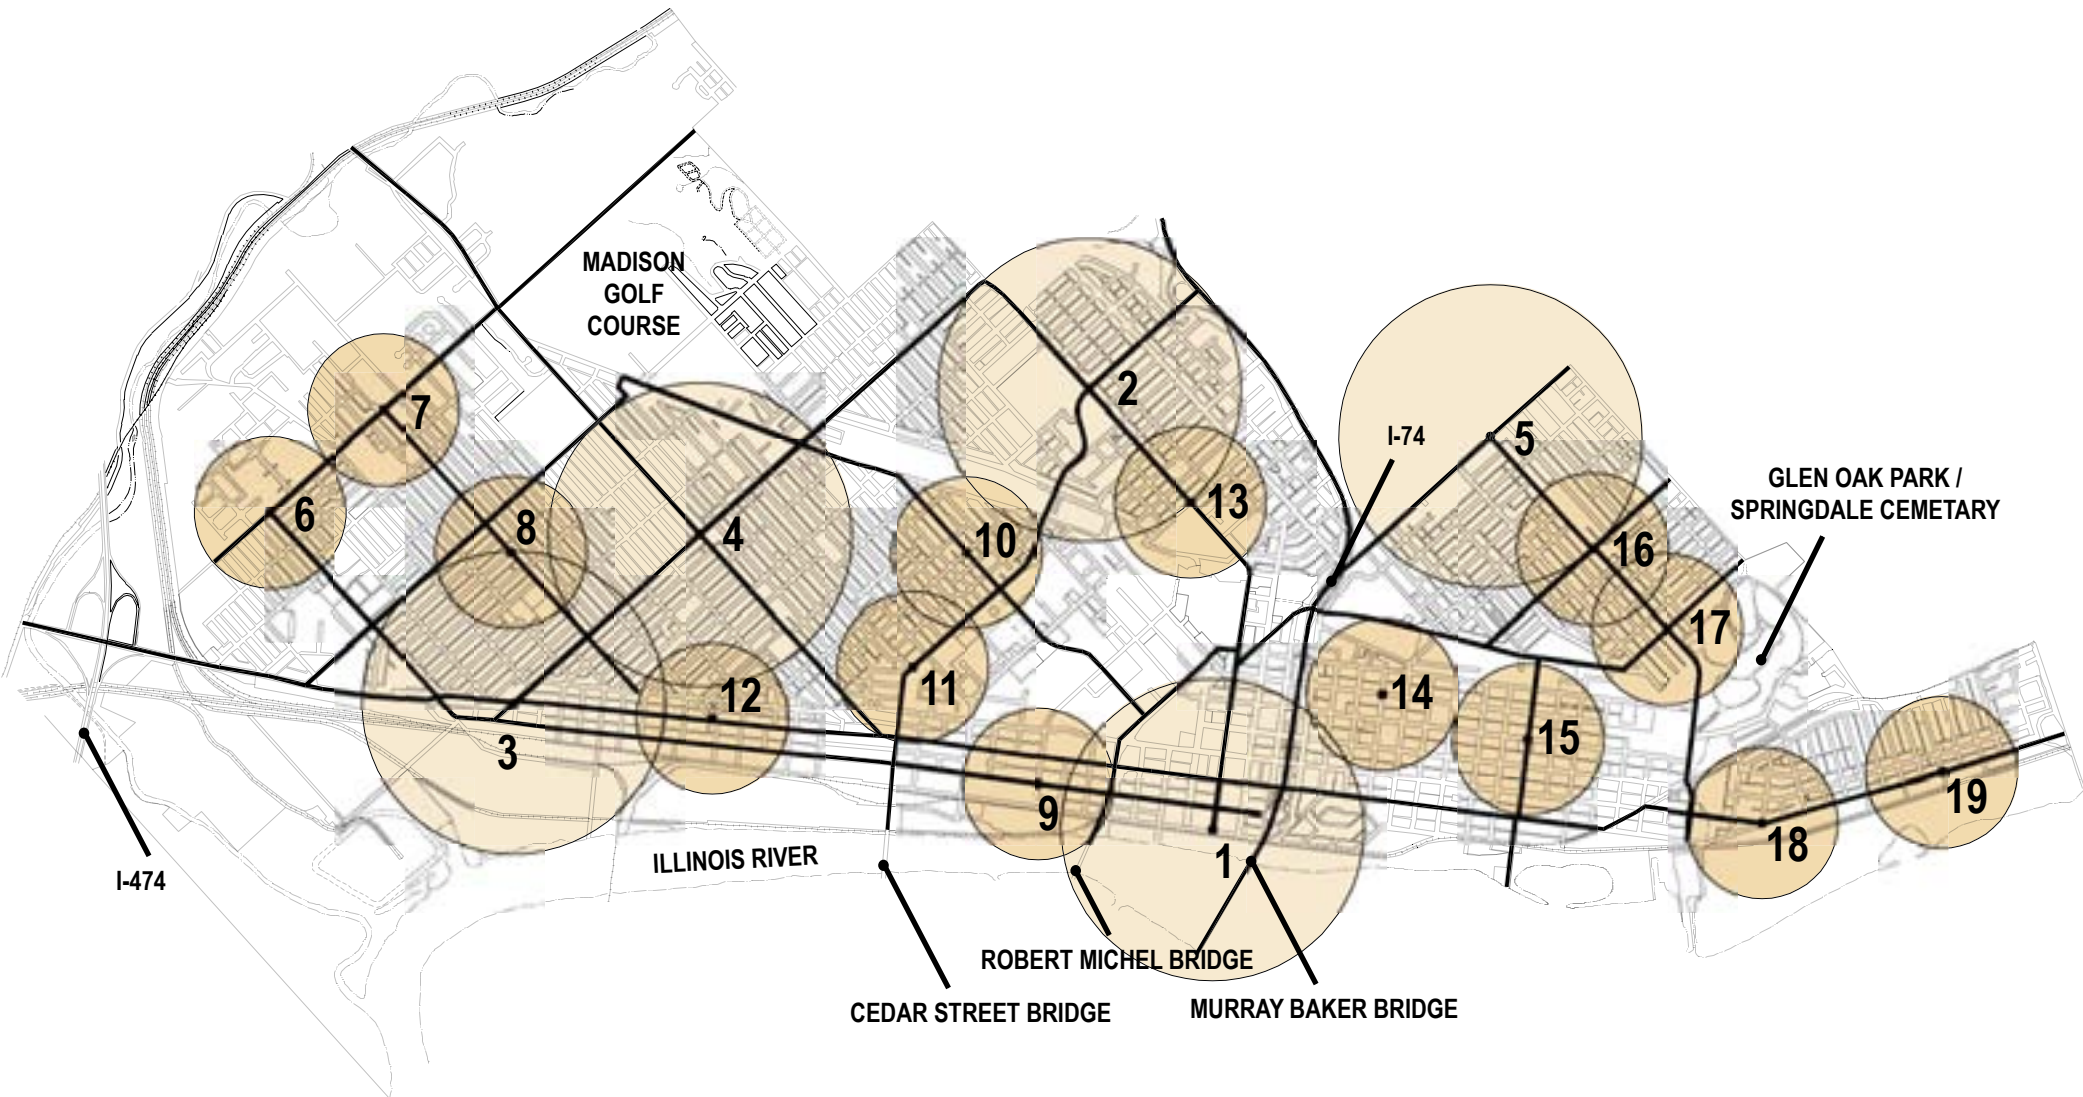 MADISON
GOLF
COURSE
2
7
I-74
5
GLEN OAK PARK /
SPRINGDALE CEMETARY
6
8
4
10
13
16
17
11
12
14
15
3
9
19
18
1
ILLINOIS RIVER
I-474
ROBERT MICHEL BRIDGE
CEDAR STREET BRIDGE
MURRAY BAKER BRIDGE